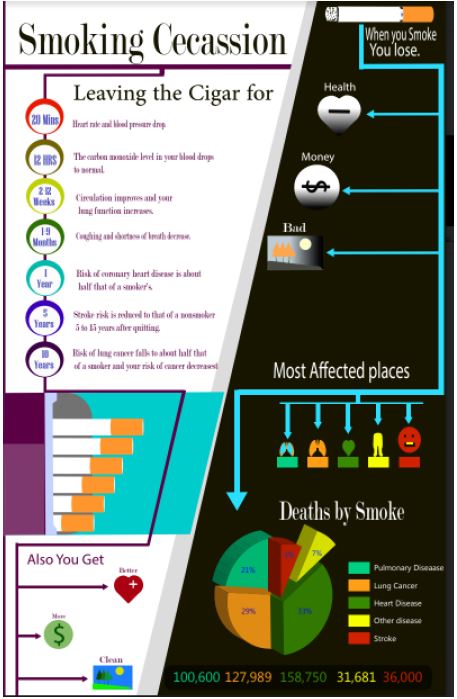 Smoking Cecassion
When you Smoke
You lose.
Leaving the Cigar for
20 Mins
Heart rate and blood pressure drop.
12 HRS
The carbon monoxide level in your blood drops
to normal.
2-12
Weeks
Circulation improves and your
lung function increases.
1-9
Months
Coughing and shortness of breath decrease.
1
Year
Risk of coronary heart disease is about
half that of a smoker's.
5
Years
Stroke risk is reduced to that of a nonsmoker
5 to 15 years after quitting.
10
Years
Risk of lung cancer falls to about half that
of a smoker and your risk of cancer decreases
Also You Get
Better
More
$
Clean
Health
Money
$
Bad
Most Affected places
Deaths by Smoke
21%
7%
29%
33%
Pulmonary Diseaase
Lung Cancer
Heart Disease
Other disease
Stroke
100,600 127,989 158,750 31,681 36,000